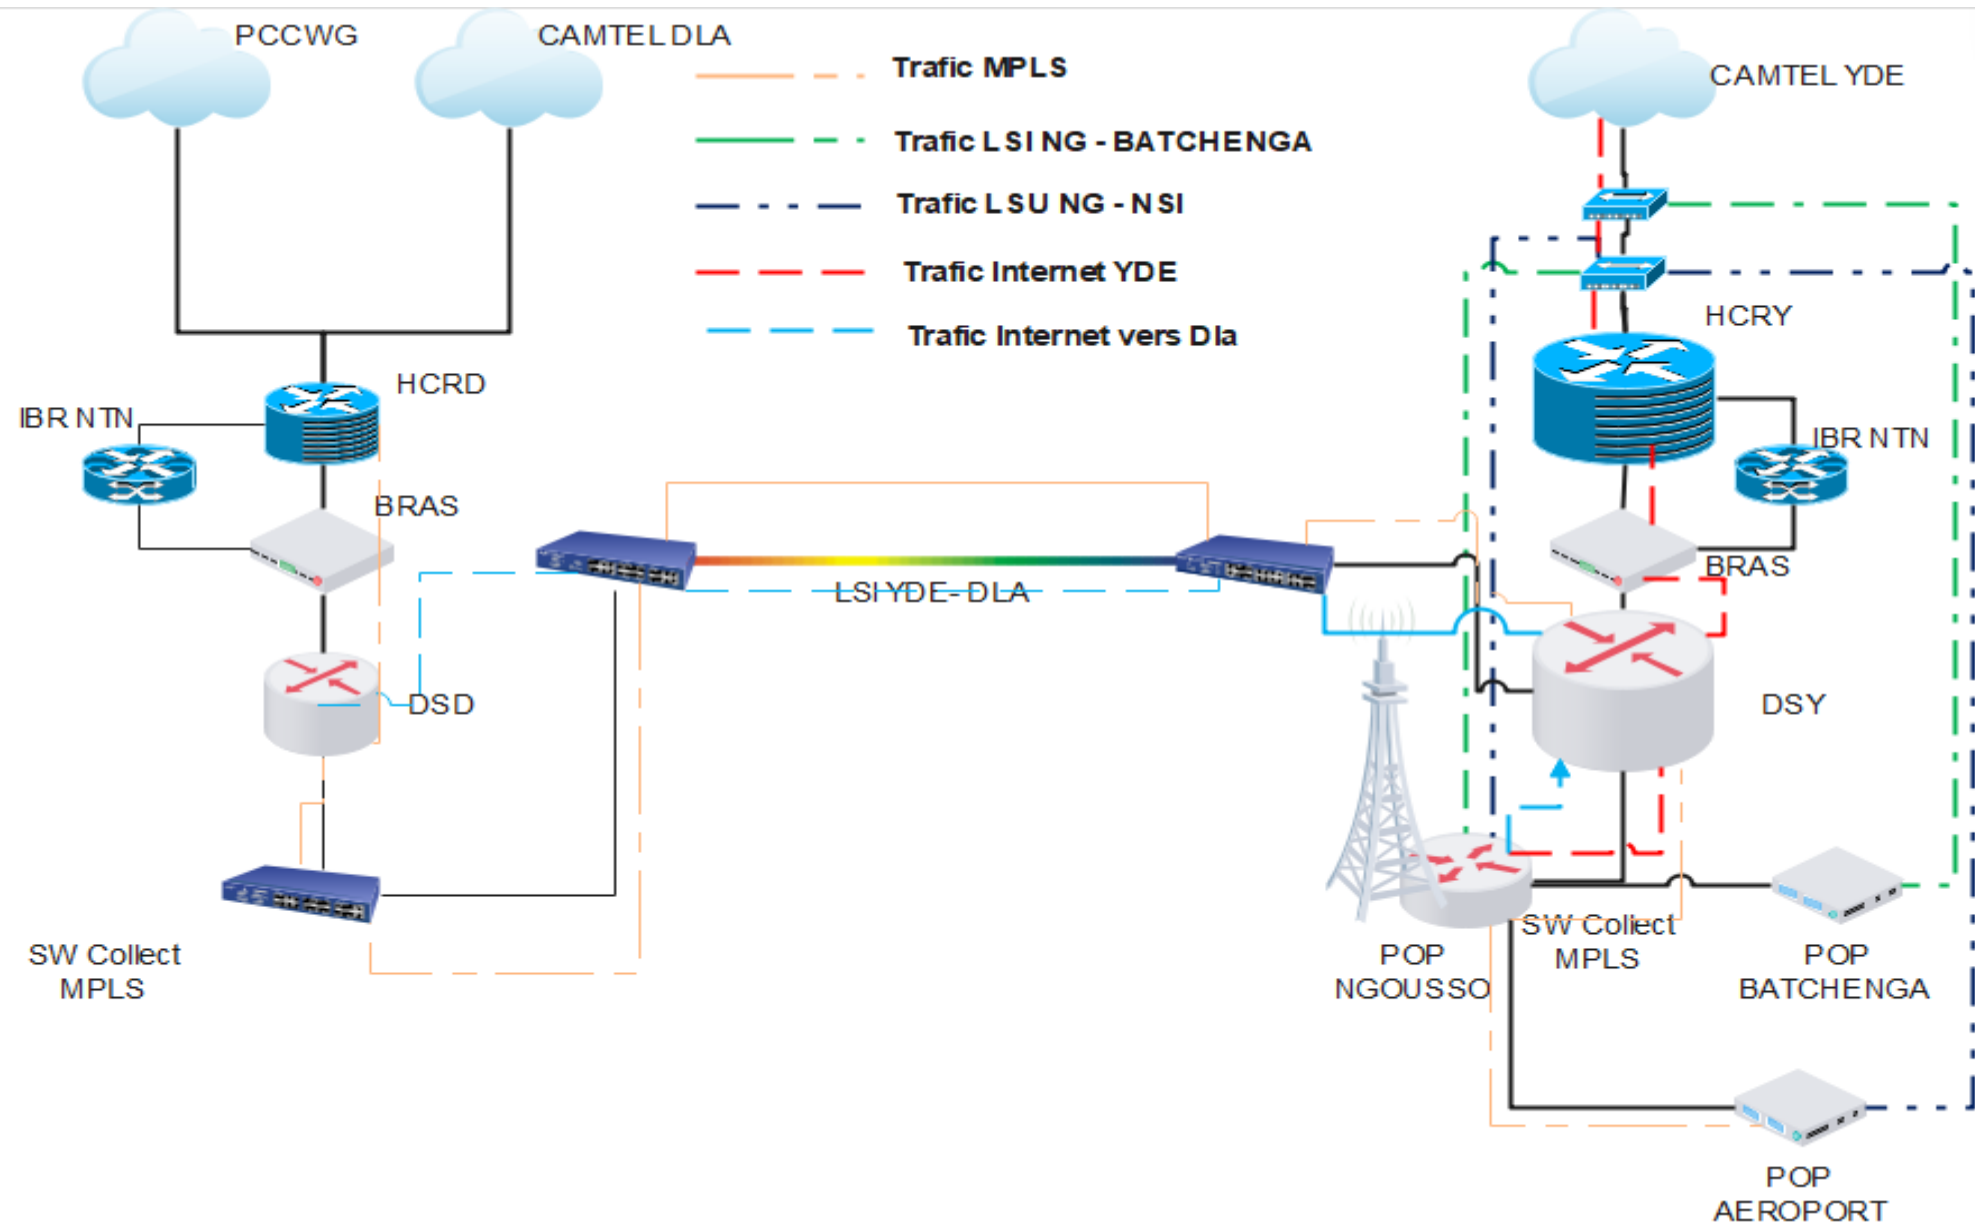 PCCWG
CAMTEL DLA
Trafic MPLS
CAMTEL YDE
Trafic LSI NG - BATCHENGA
Trafic LSU NG - NSI
Trafic Internet YDE
Trafic Internet vers Dla
HCRY
HCRD
IBR NTN
IBR NTN
BRAS
BRAS
LSI YDE- DLA
DSD
DSY
SW Collect
MPLS
POP
NGOUSSO
SW Collect
MPLS
POP
BATCHENGA
POP
AEROPORT